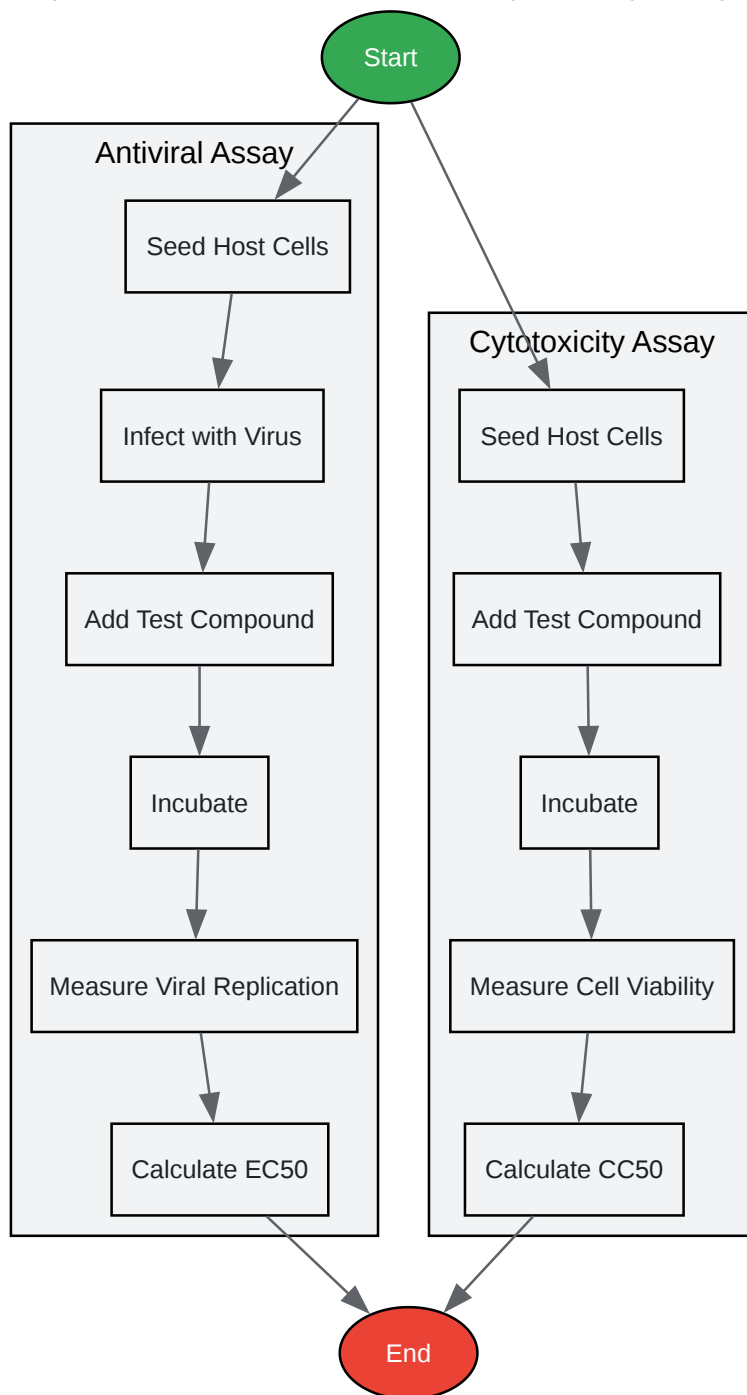 Start
Antiviral Assay
Seed Host Cells
Infect with Virus
Add Test Compound
Incubate
Measure Viral Replication
Calculate EC50
Cytotoxicity Assay
Seed Host Cells
Add Test Compound
Incubate
Measure Cell Viability
Calculate CC50
End